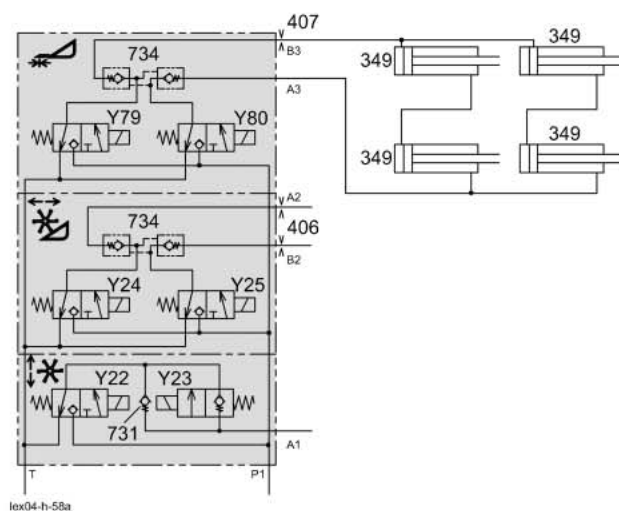 407
734
B3
349
349
A3
Y79
Y80
T
T
349
349
A2
734
406
B2
Y24
Y25
T
T
Y22
Y23
T
731
A1
T
P1
lex04-h-58a